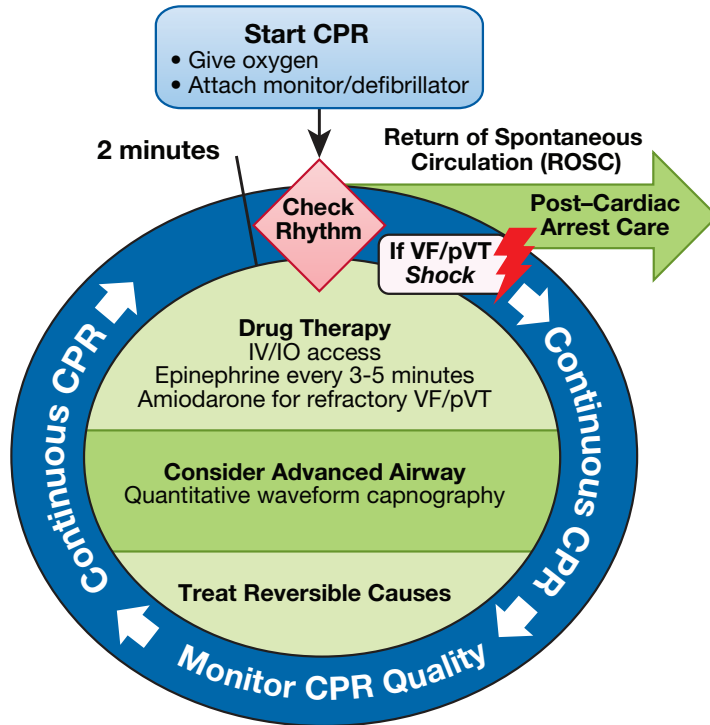 Start CPR
• Give oxygen
• Attach monitor/defibrillator
2 minutes
Return of Spontaneous
Circulation (ROSC)
Check
Rhythm
Post–Cardiac
Arrest Care
If VF/pVT
Shock
Drug Therapy
IV/IO access
Epinephrine every 3-5 minutes
Amiodarone for refractory VF/pVT
Consider Advanced Airway
Quantitative waveform capnography
Treat Reversible Causes
Continuous CPR
Monitor CPR Quality
Continuous CPR